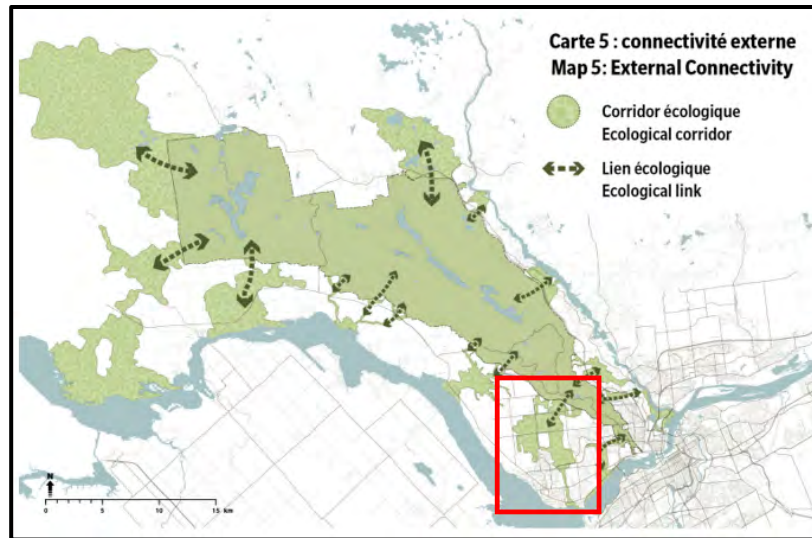 Carte 5 : connectivité externe
Map 5: External Connectivity
Corridor écologique
Ecological corridor
Lien écologique
Ecological link
N
0 5 10 15 km